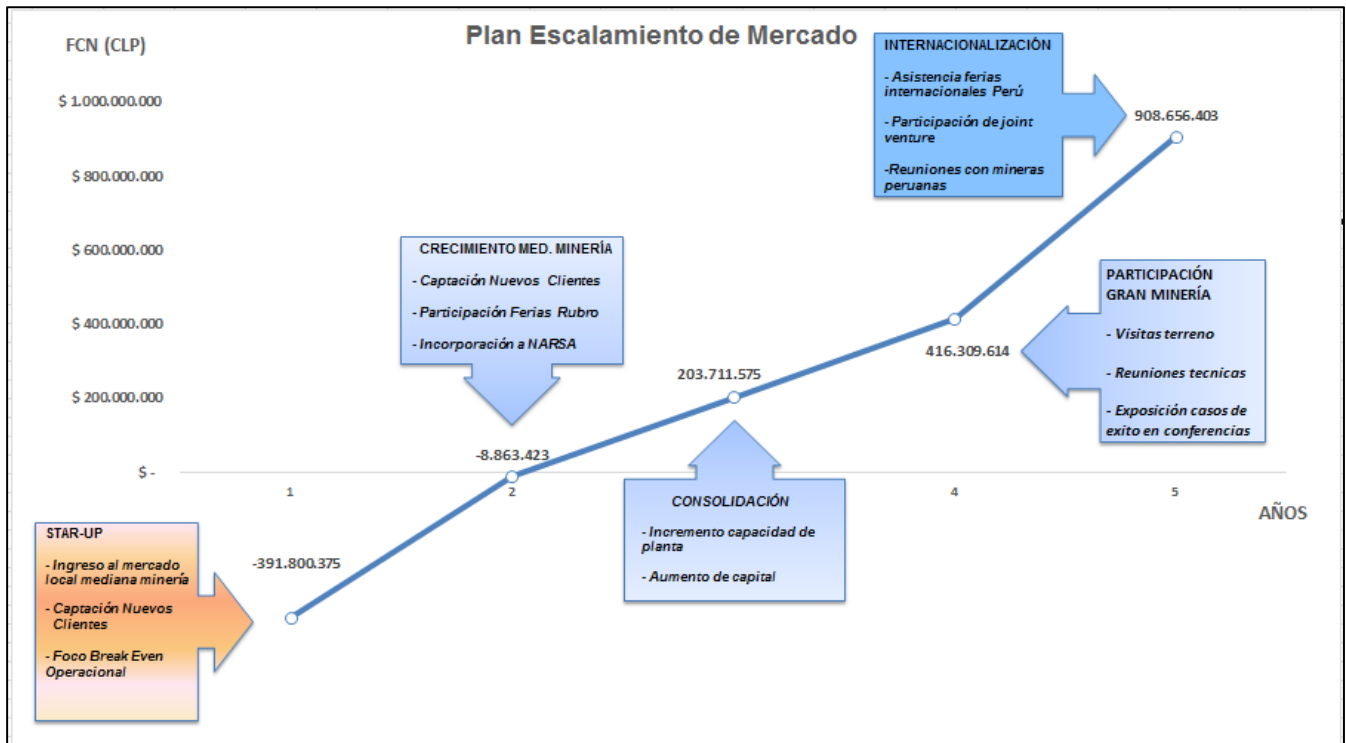 Plan Escalamiento de Mercado
FCN (CLP)
$ 1.000.000.000
$ 800.000.000
$ 600.000.000
$ 400.000.000
$ 200.000.000
$ -
INTERNACIONALIZACIÓN
- Asistencia ferias
internacionales Perú
- Participación de joint
venture
-Reuniones con mineras
peruanas
908.656.403
CRECIMIENTO MED. MINERÍA
- Captación Nuevos Clientes
- Participación Ferias Rubro
- Incorporación a NARSA
PARTICIPACIÓN
GRAN MINERÍA
- Visitas terreno
- Reuniones tecnicas
- Exposición casos de
exito en conferencias
416.309.614
203.711.575
-8.863.423
-391.800.375
1
2
4
5
AÑOS
CONSOLIDACIÓN
- Incremento capacidad de
planta
- Aumento de capital
STAR-UP
- Ingreso al mercado
local mediana minería
- Captación Nuevos
Clientes
- Foco Break Even
Operacional